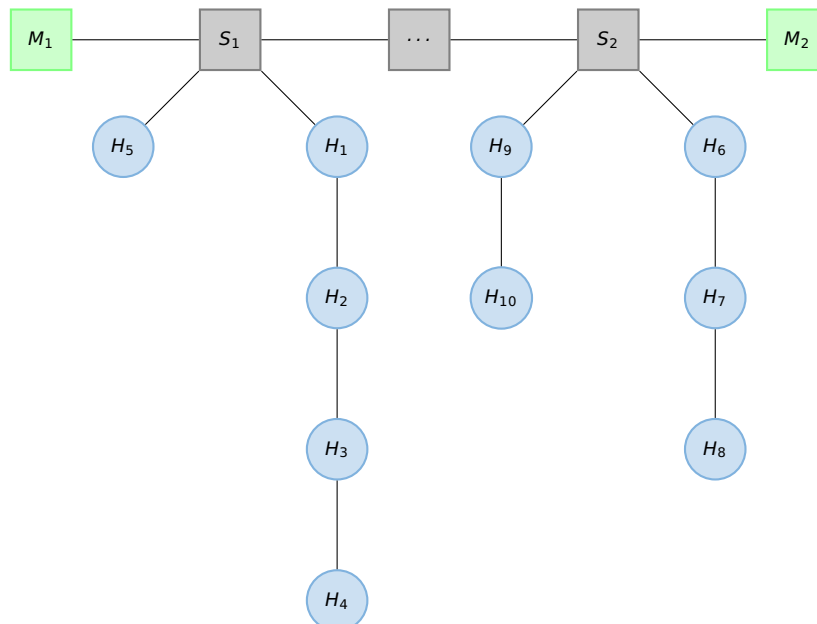 M₁ S₁ ··· S₂ M₂
H₅ H₁ H₉ H₆
H₂ H₁₀ H₇
H₃ H₈
H₄